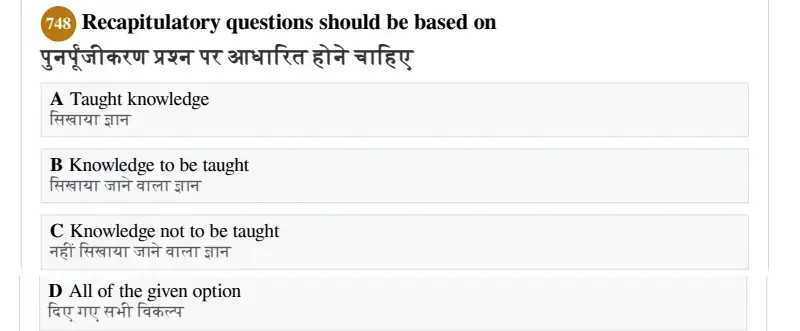 748 Recapitulatory questions should be based on
पुनर्पूंजीकरण प्रश्न पर आधारित होने चाहिए
A Taught knowledge
सिखाया ज्ञान
B Knowledge to be taught
सिखाया जाने वाला ज्ञान
C Knowledge not to be taught
नहीं सिखाया जाने वाला ज्ञान
D All of the given option
दिए गए सभी विकल्प